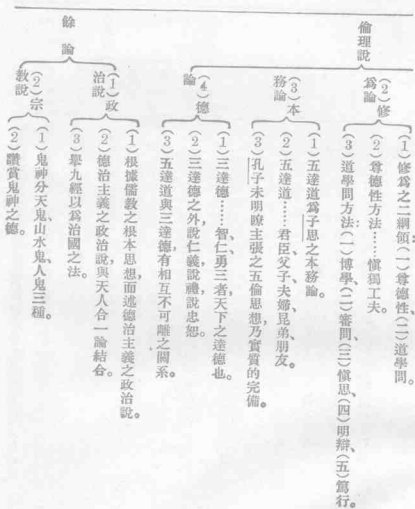 倫理說
(2)修為論
(1)修為之二綱領(一)尊德性、(二)道學問。
(2)尊德性方法……愼獨工夫。
(3)道學問方法(一)博學、(二)審問、(三)愼思、(四)明辯、(五)篤行。
(3)本務論
(1)五達道為子思之本務論。
(2)五達道……君臣、父子、夫婦、昆弟、朋友。
(3)孔子未明瞭主張之五倫思想,乃實質的完備。
(4)德論
(1)三達德……智、仁、勇三者,天下之達德也。
(2)三達德之外,說仁義,說禮,說忠恕。
(3)五達道與三達德,有相互不可離之關系。
餘論
(1)政治說
(1)根據儒敎之根本思想,而述德治主義之政治說。
(2)德治主義之政治說,與天人合一論結合。
(3)舉九經以為治國之法。
(2)宗敎說
(1)鬼神分天鬼、山水鬼、人鬼三種。
(2)讚賞鬼神之德。